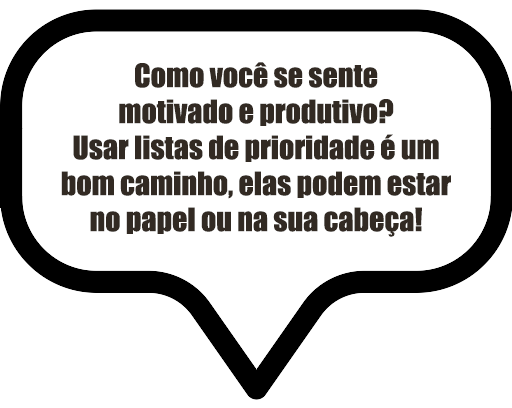 Como você se sente
motivado e produtivo?
Usar listas de prioridade é um
bom caminho, elas podem estar
no papel ou na sua cabeça!